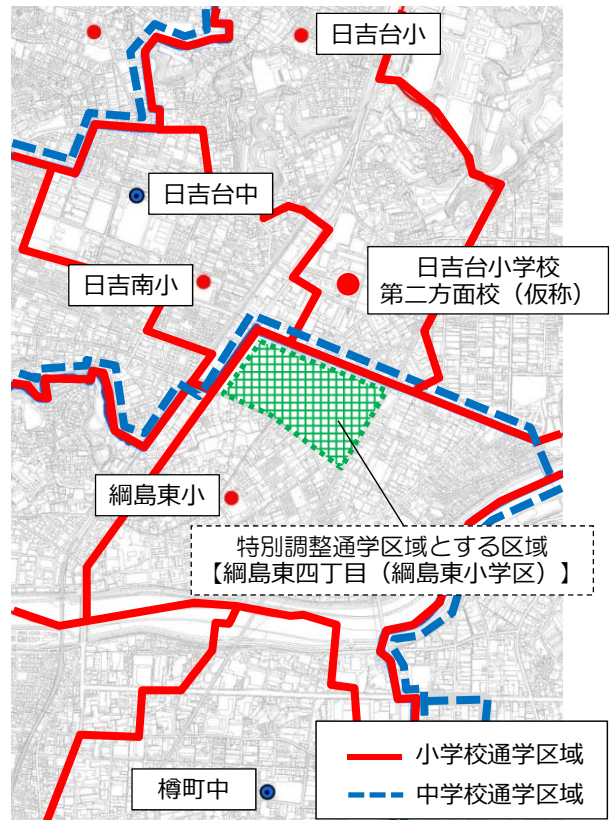 日吉台小
日吉台中
日吉南小
日吉台小学校
第二方面校（仮称）
綱島東小
特別調整通学区域とする区域
【綱島東四丁目（綱島東小学区）】
小学校通学区域
中学校通学区域
樽町中